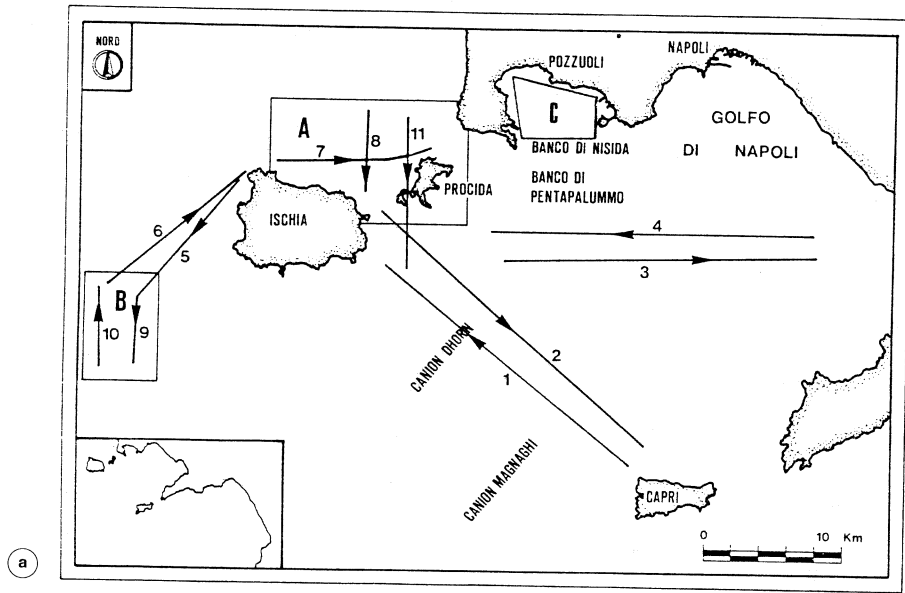 NORD
NAPOLI
POZZUOLI
C
GOLFO
DI NAPOLI
A
8
11
7
BANCO DI NISIDA
BANCO DI
PENTAPALUMMO
PROCIDA
ISCHIA
6
5
4
3
B
10
9
CANION DHORN
2
1
CANION MAGNAGHI
CAPRI
0 10 Km
a